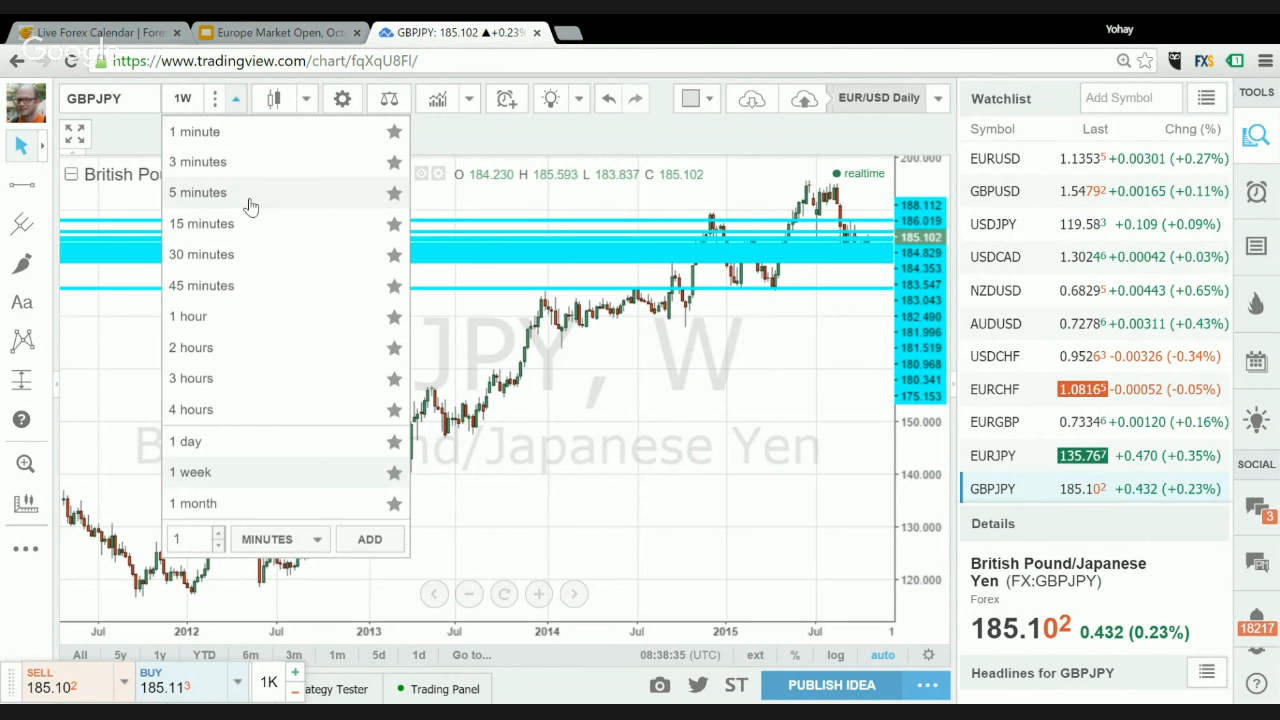 Live Forex Calendar | Fore:
Europe Market Open, Oct
GBPJPY: 185.102 ▲+0.23%
Yohay
Google
https://www.tradingview.com/chart/fqXqU8Fl/
FXS
1
GBPJPY
1W
EUR/USD Daily
Watchlist
Add Symbol
TOOLS
1 minute
3 minutes
5 minutes
15 minutes
30 minutes
45 minutes
1 hour
2 hours
3 hours
4 hours
1 day
1 week
1 month
1
MINUTES
ADD
British Po
O 184.230 H 185.593 L 183.837 C 185.102
realtime
JPY, W
British Pound/Japanese Yen
200.000
188.112
186.019
185.102
184.829
184.353
183.547
183.043
182.490
181.996
181.519
180.968
180.341
175.153
150.000
140.000
130.000
120.000
Jul 2012 Jul 2013 Jul 2014 Jul 2015 Jul 1
Symbol Last Chng (%)
EURUSD 1.13535 +0.00301 (+0.27%)
GBPUSD 1.54792 +0.00165 (+0.11%)
USDJPY 119.583 +0.109 (+0.09%)
USDCAD 1.30246 +0.00042 (+0.03%)
NZDUSD 0.68295 +0.00443 (+0.65%)
AUDUSD 0.72786 +0.00311 (+0.43%)
USDCHF 0.95263 -0.00326 (-0.34%)
EURCHF 1.08165 -0.00052 (-0.05%)
EURGBP 0.73346 +0.00120 (+0.16%)
EURJPY 135.767 +0.470 (+0.35%)
GBPJPY 185.102 +0.432 (+0.23%)
Details
British Pound/Japanese
Yen (FX:GBPJPY)
Forex
185.102 0.432 (0.23%)
Headlines for GBPJPY
Aa
SOCIAL
3
18217
All 5y 1y YTD 6m 3m 1m 5d 1d Go to...
08:38:35 (UTC) ext % log auto
SELL
185.102
BUY
185.113
1K
ategy Tester
Trading Panel
ST
PUBLISH IDEA